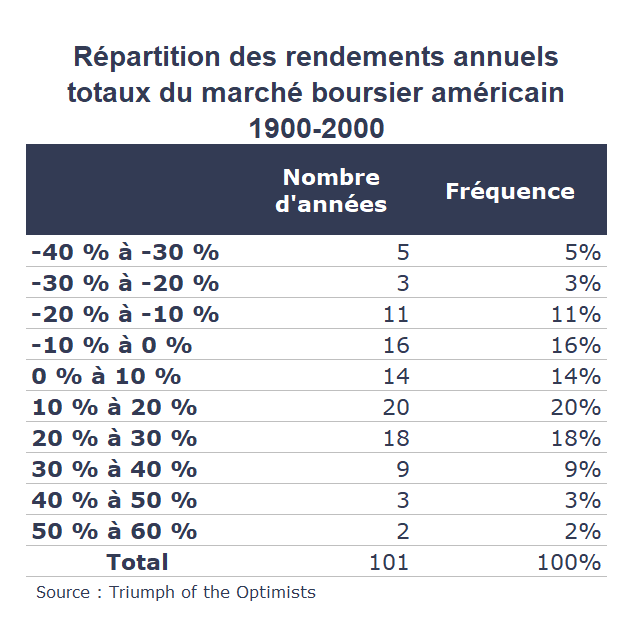 Répartition des rendements annuels
totaux du marché boursier américain
1900-2000
Nombre d'années Fréquence
-40 % à -30 % 5 5%
-30 % à -20 % 3 3%
-20 % à -10 % 11 11%
-10 % à 0 % 16 16%
0 % à 10 % 14 14%
10 % à 20 % 20 20%
20 % à 30 % 18 18%
30 % à 40 % 9 9%
40 % à 50 % 3 3%
50 % à 60 % 2 2%
Total 101 100%
Source : Triumph of the Optimists